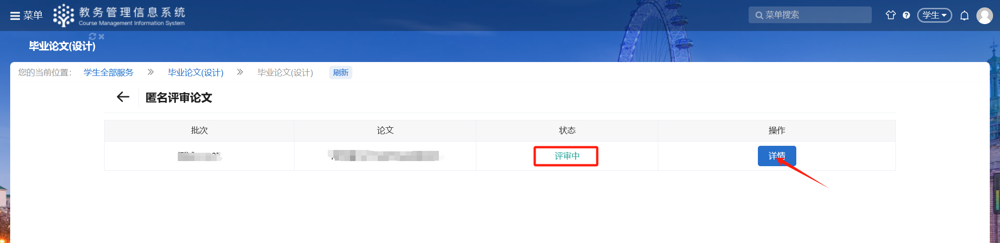 菜单
教务管理信息系统
Course Management Information System
菜单搜索
学生
毕业论文(设计)
您的当前位置： 学生全部服务 » 毕业论文(设计) » 毕业论文(设计) 刷新
匿名评审论文
批次 论文 状态 操作
评审中 详情